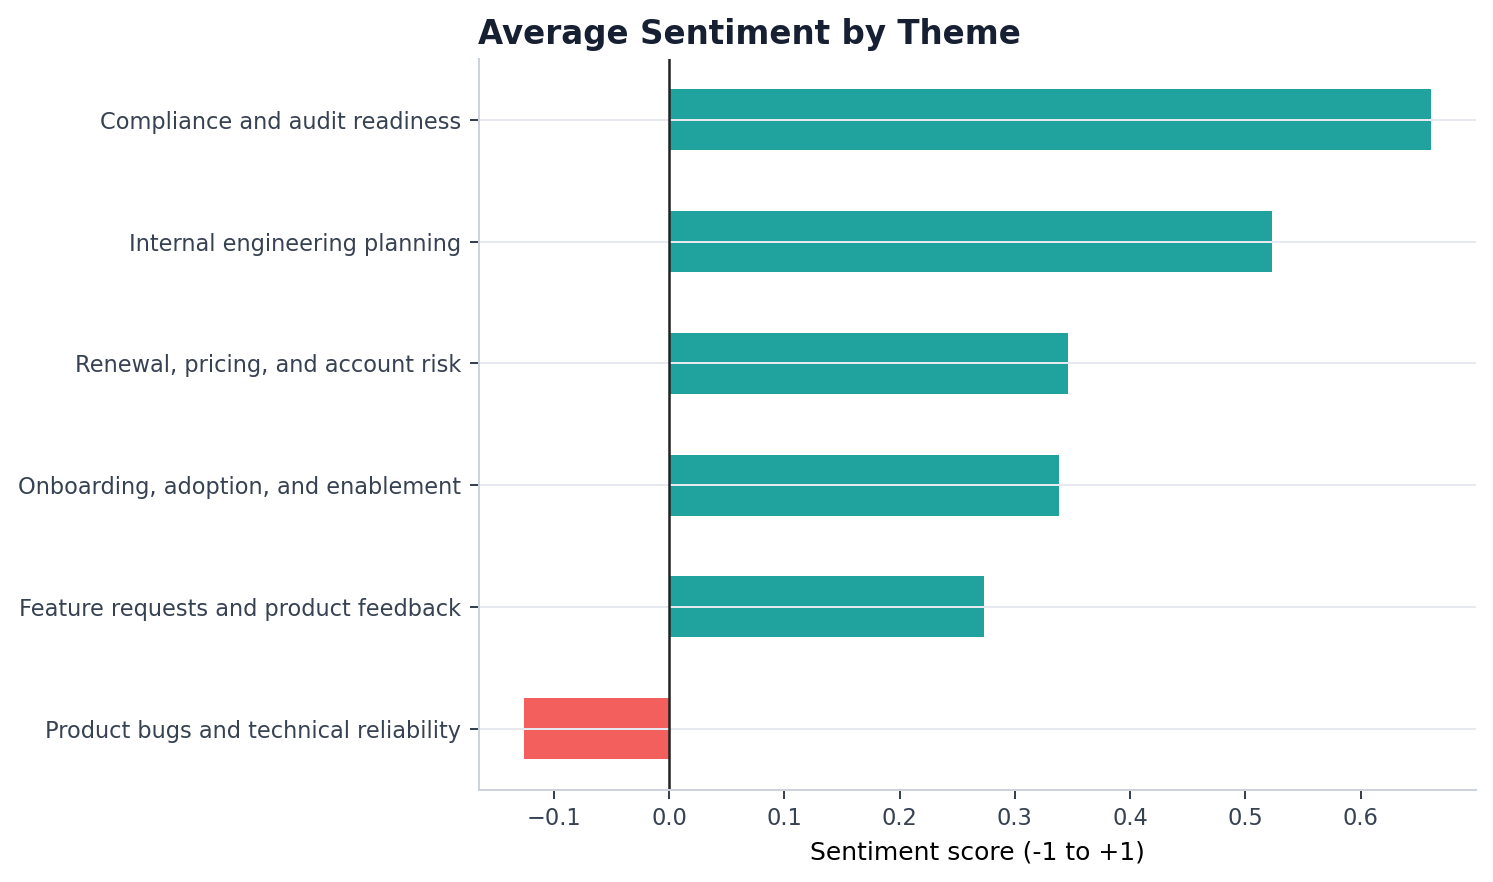 Average Sentiment by Theme
Compliance and audit readiness
Internal engineering planning
Renewal, pricing, and account risk
Onboarding, adoption, and enablement
Feature requests and product feedback
Product bugs and technical reliability
−0.1 0.0 0.1 0.2 0.3 0.4 0.5 0.6
Sentiment score (-1 to +1)